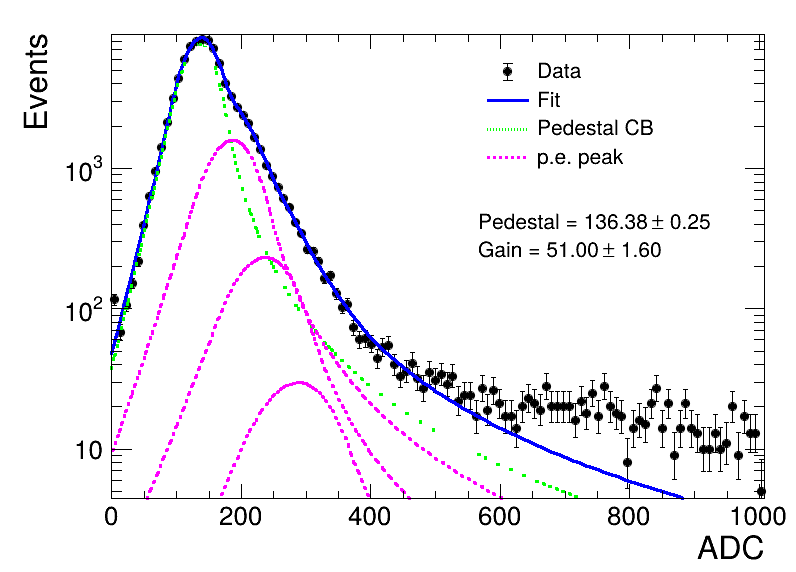 Events
Data
Fit
Pedestal CB
p.e. peak
Pedestal = 136.38 ± 0.25
Gain = 51.00 ± 1.60
10³
10²
10
0 200 400 600 800 1000
ADC